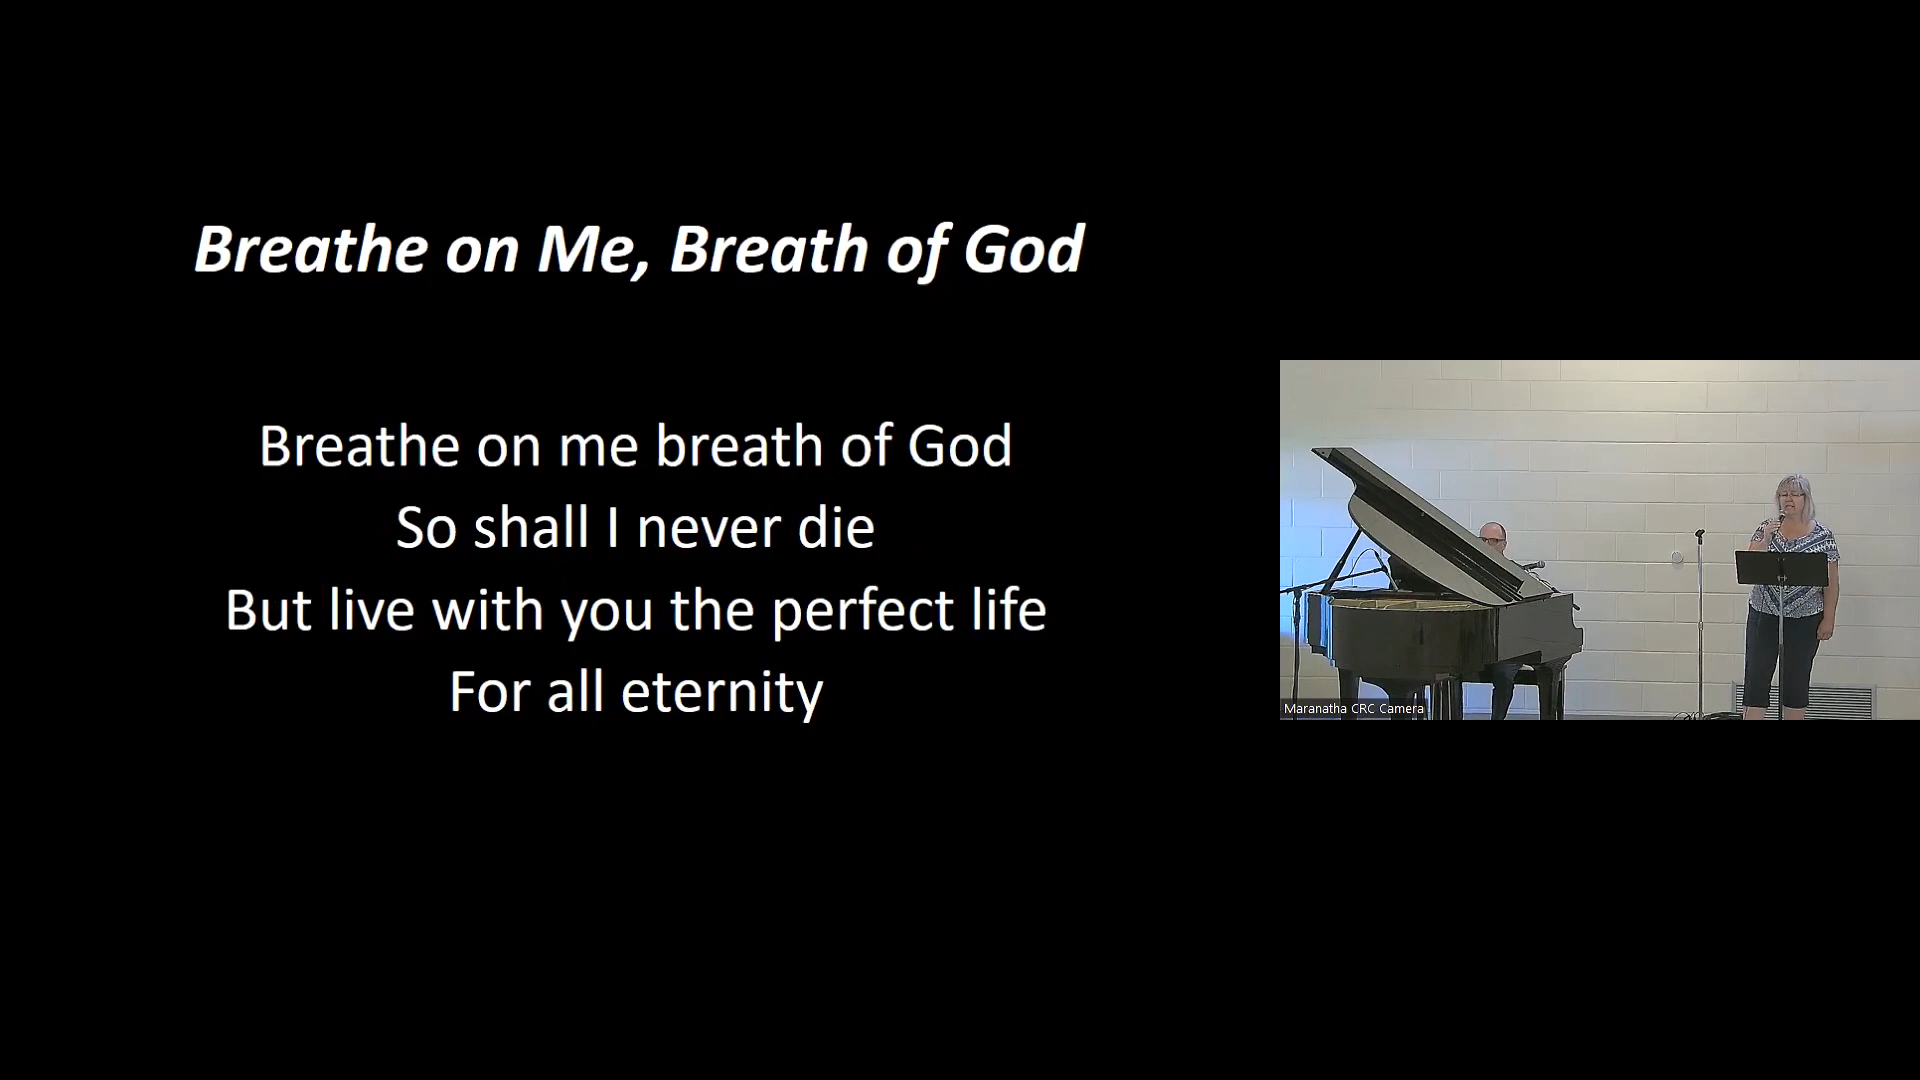 Breathe on Me, Breath of God
Breathe on me breath of God
So shall I never die
But live with you the perfect life
For all eternity
Maranatha CRC Camera